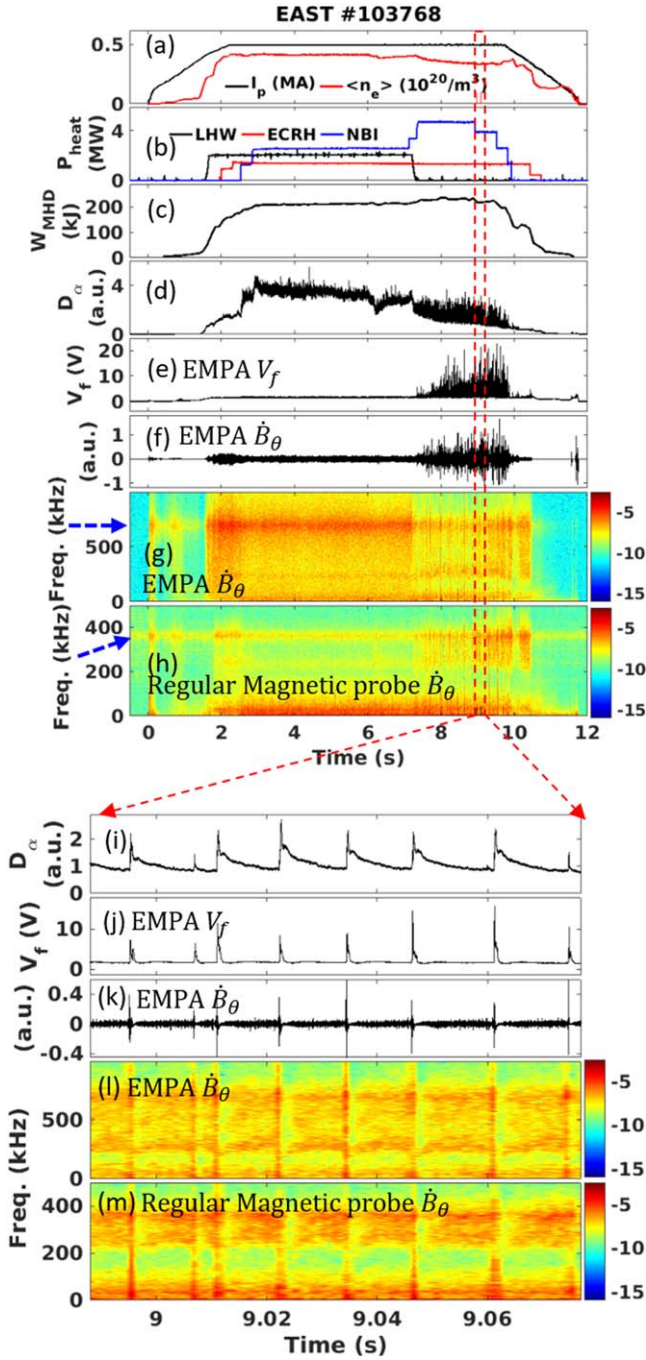 EAST #103768
(a)
0.5
0
I_p (MA) <n_e> (10^20/m^3)
(b)
LHW ECRH NBI
P_heat (MW)
4
0
(c)
W_MHD (kJ)
200
100
0
(d)
D_α (a.u.)
4
0
(e) EMPA V_f
V_f (V)
20
10
0
(f) EMPA Ḃ_θ
(a.u.)
1
0
-1
(g)
EMPA Ḃ_θ
Freq. (kHz)
500
0
-5
-10
-15
(h)
Regular Magnetic probe Ḃ_θ
Freq. (kHz)
400
200
0
-5
-10
-15
0 2 4 6 8 10 12
Time (s)
(i)
D_α (a.u.)
2
1
0
(j) EMPA V_f
V_f (V)
10
0
(k) EMPA Ḃ_θ
(a.u.)
0.4
0
-0.4
(l) EMPA Ḃ_θ
500
0
-5
-10
-15
Freq. (kHz)
(m) Regular Magnetic probe Ḃ_θ
400
200
0
-5
-10
-15
9 9.02 9.04 9.06
Time (s)